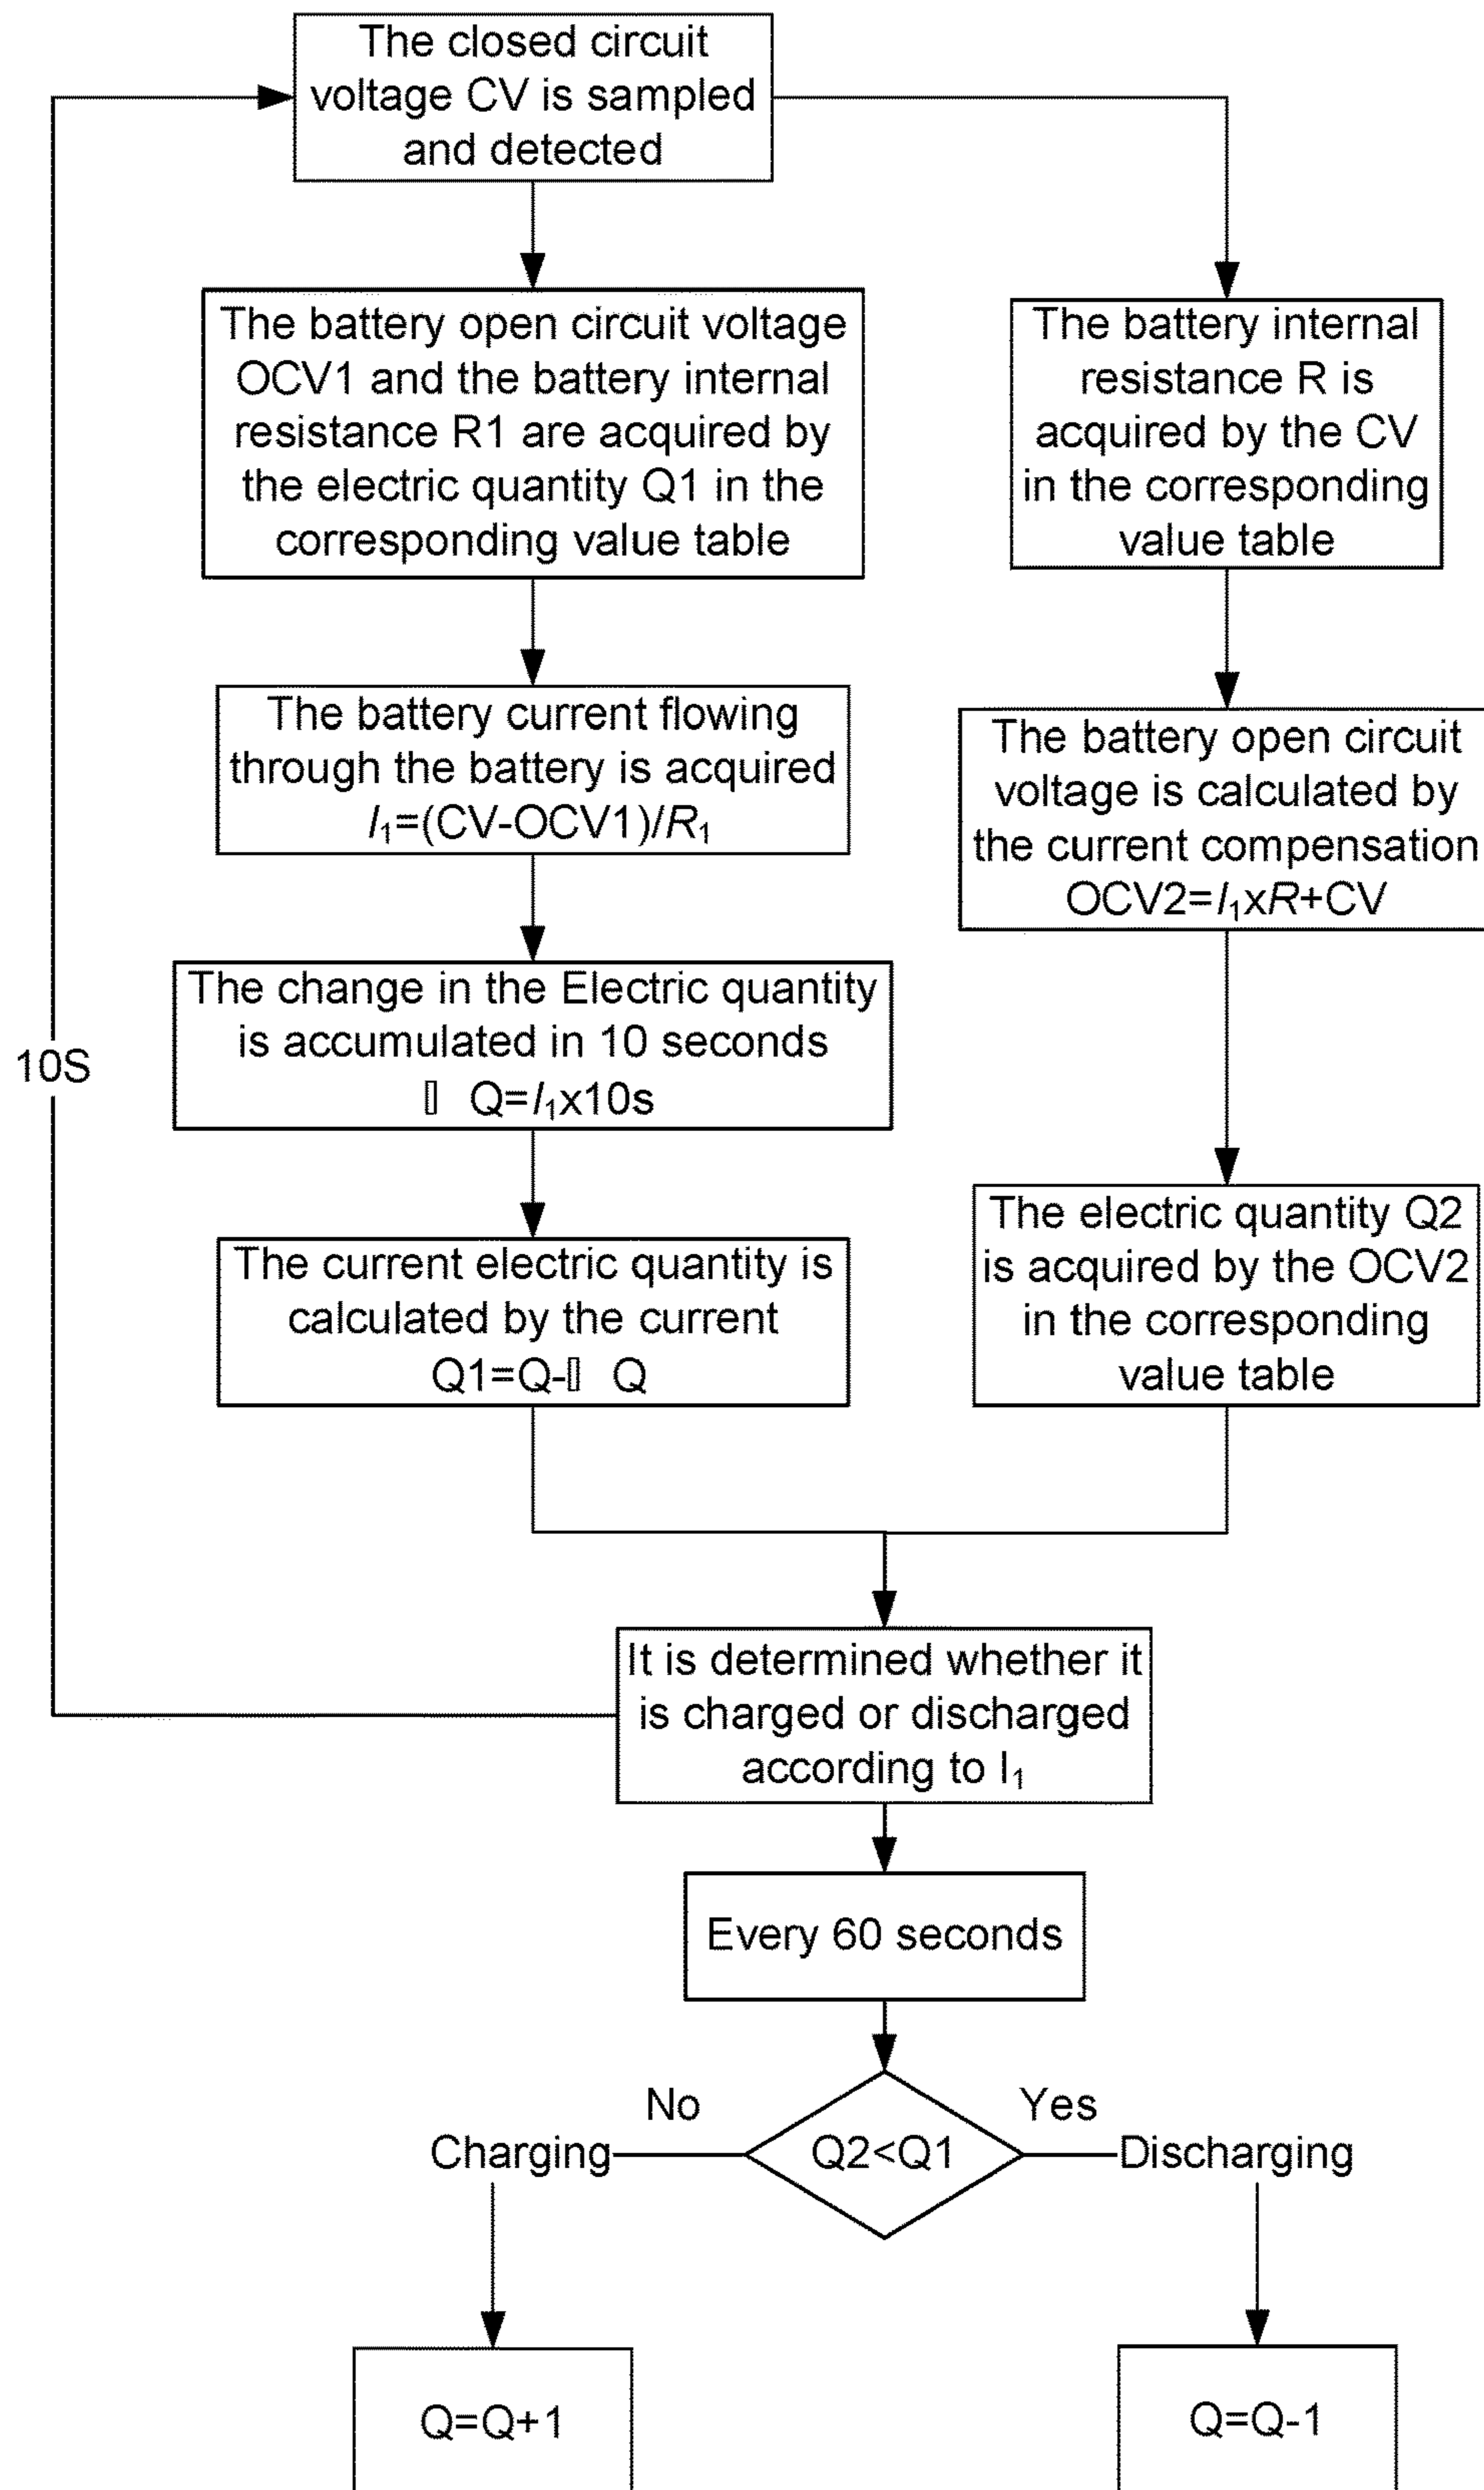 The closed circuit
voltage CV is sampled
and detected
The battery open circuit voltage
OCV1 and the battery internal
resistance R1 are acquired by
the electric quantity Q1 in the
corresponding value table
The battery internal
resistance R is
acquired by the CV
in the corresponding
value table
The battery current flowing
through the battery is acquired
I₁=(CV-OCV1)/R₁
The battery open circuit
voltage is calculated by
the current compensation
OCV2=I₁xR+CV
The change in the Electric quantity
is accumulated in 10 seconds
▯ Q=I₁x10s
10S
The current electric quantity is
calculated by the current
Q1=Q-▯ Q
The electric quantity Q2
is acquired by the OCV2
in the corresponding
value table
It is determined whether it
is charged or discharged
according to I₁
Every 60 seconds
No
Yes
Charging
Q2<Q1
Discharging
Q=Q+1
Q=Q-1